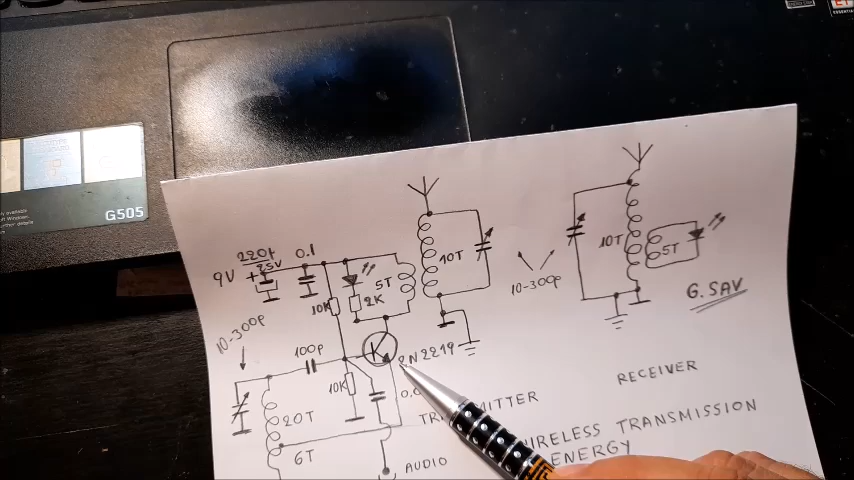 G505
9V
220μ
25V
+
0.1
10K
2K
5T
10T
10-300p
10T
5T
G. SAV
10-300p
100p
2N2219
10K
20T
6T
AUDIO
RECEIVER
WIRELESS TRANSMISSION
ENERGY